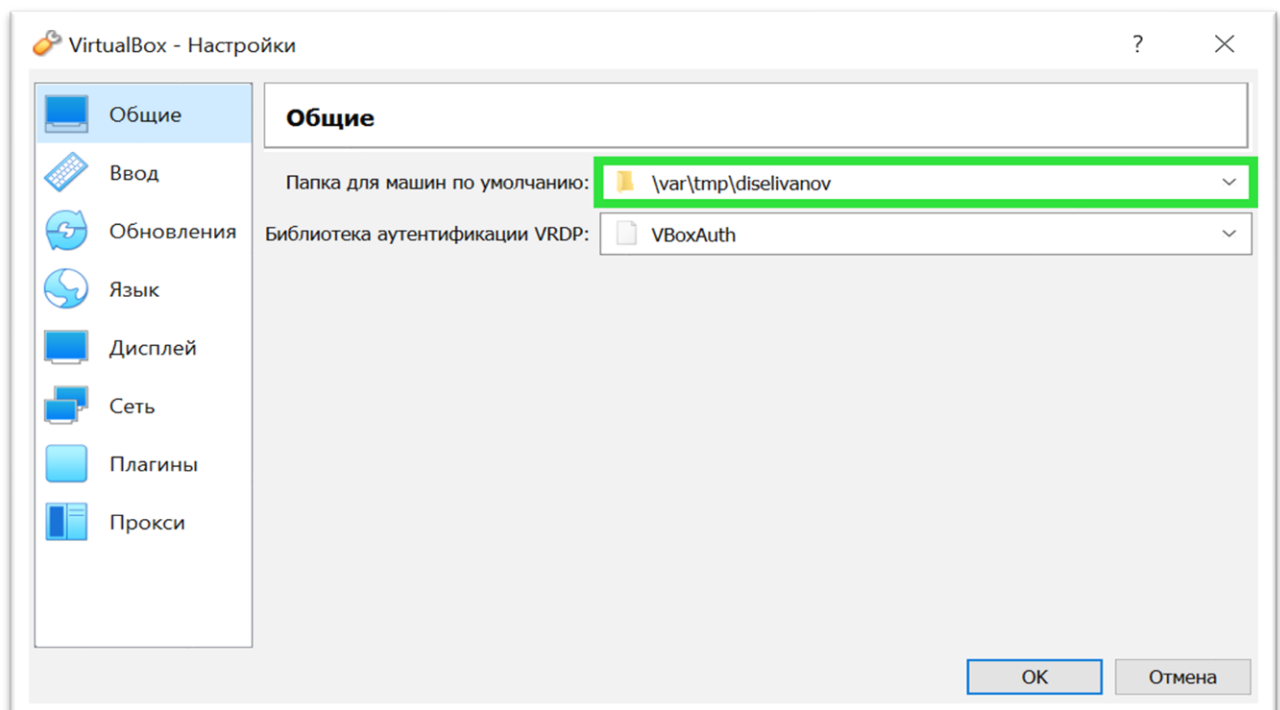 VirtualBox - Настройки ?
Общие
Ввод
Обновления
Язык
Дисплей
Сеть
Плагины
Прокси
Общие
Папка для машин по умолчанию: \var\tmp\diselivanov
Библиотека аутентификации VRDP: VBoxAuth
OK Отмена